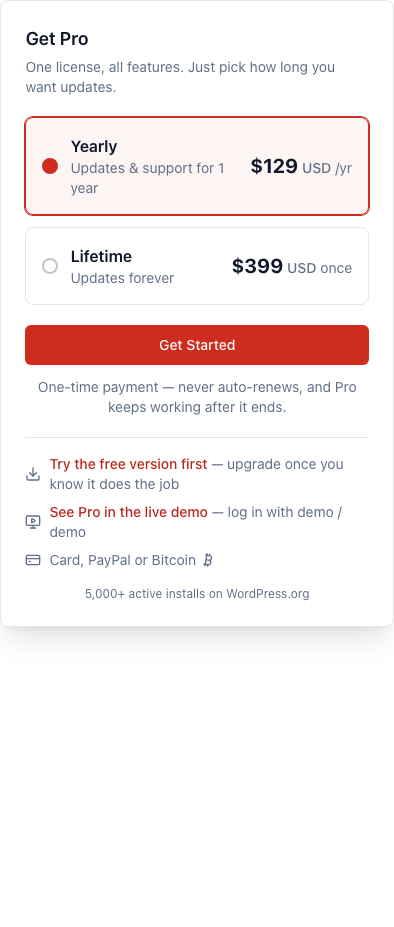 Get Pro
One license, all features. Just pick how long you
want updates.
Yearly
Updates & support for 1
year
$129 USD /yr
Lifetime
Updates forever
$399 USD once
Get Started
One-time payment — never auto-renews, and Pro
keeps working after it ends.
Try the free version first — upgrade once you
know it does the job
See Pro in the live demo — log in with demo /
demo
Card, PayPal or Bitcoin
5,000+ active installs on WordPress.org